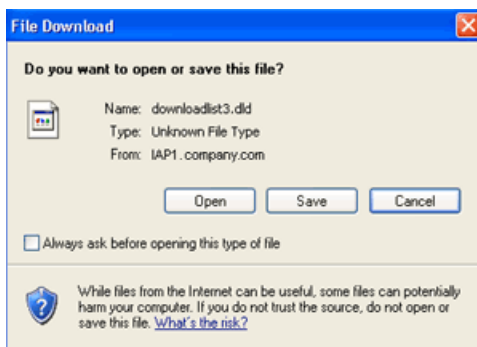 File Download
Do you want to open or save this file?
Name: downloadlist3.dld
Type: Unknown File Type
From: IAP1.company.com
Open Save Cancel
Always ask before opening this type of file
While files from the Internet can be useful, some files can potentially
harm your computer. If you do not trust the source, do not open or
save this file. What's the risk?